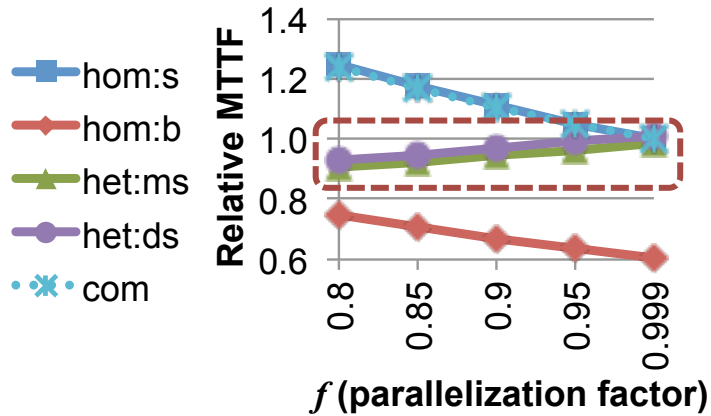 hom:s
hom:b
het:ms
het:ds
com
Relative MTTF
1.4
1.2
1.0
0.8
0.6
0.8
0.85
0.9
0.95
0.999
f (parallelization factor)